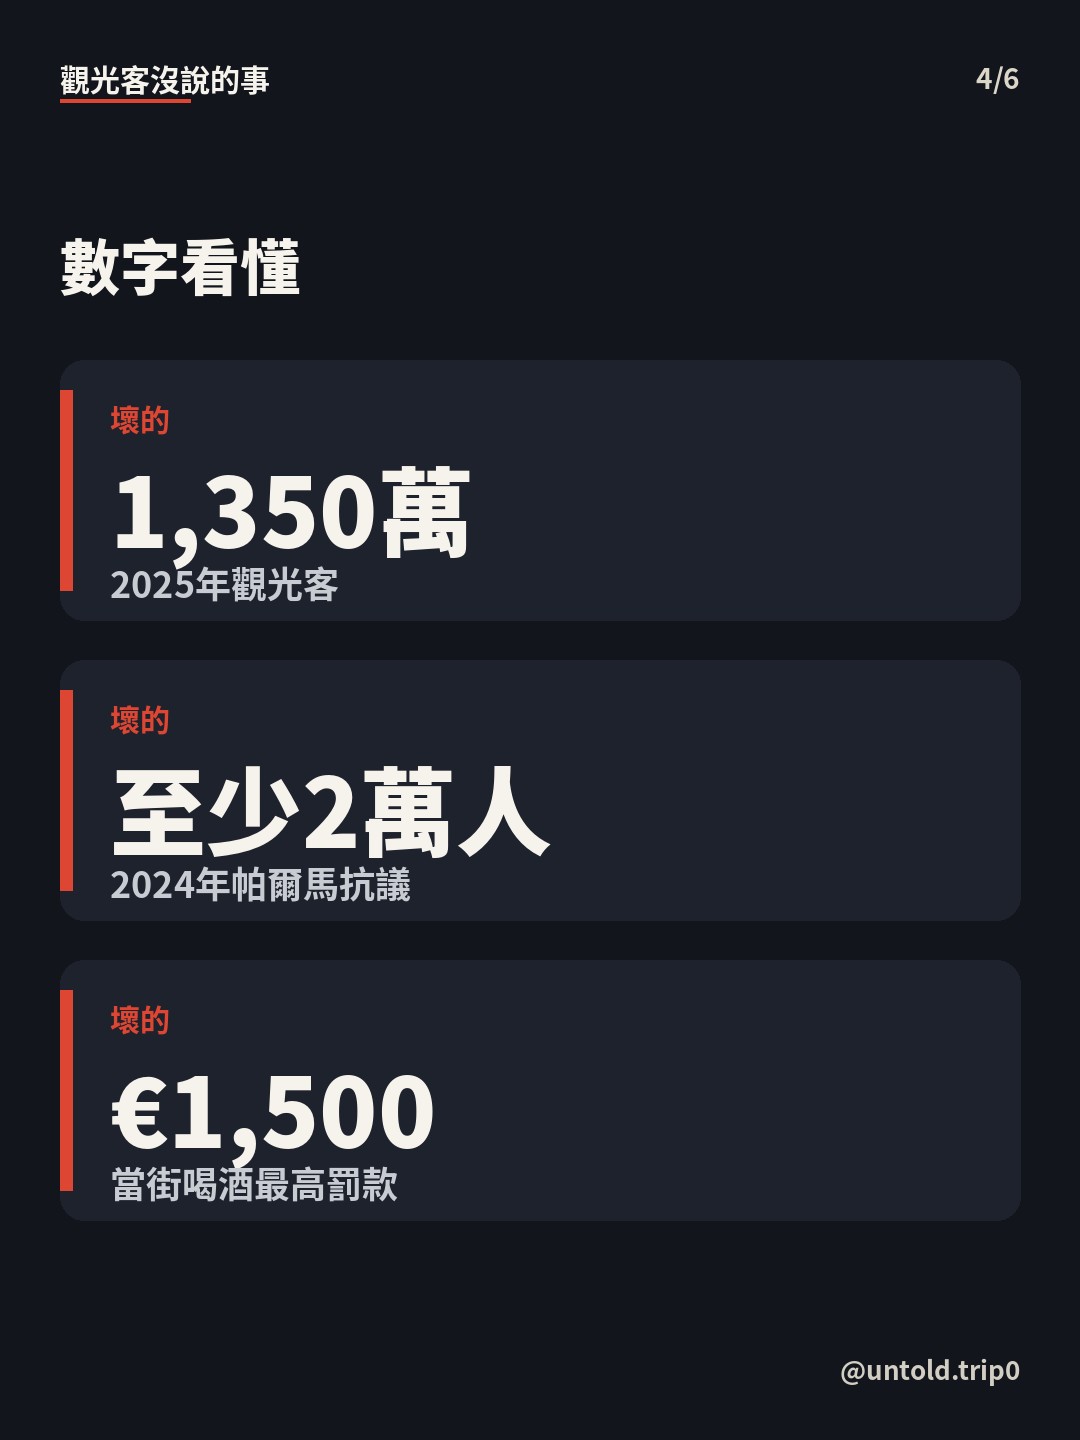 觀光客沒說的事
4/6
數字看懂
壞的
1,350萬
2025年觀光客
壞的
至少2萬人
2024年帕爾馬抗議
壞的
€1,500
當街喝酒最高罰款
@untold.trip0